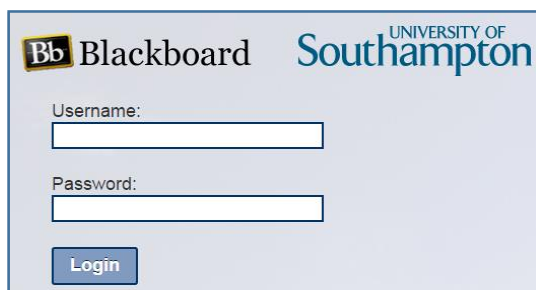 Bb Blackboard
UNIVERSITY OF
Southampton
Username:
Password:
Login